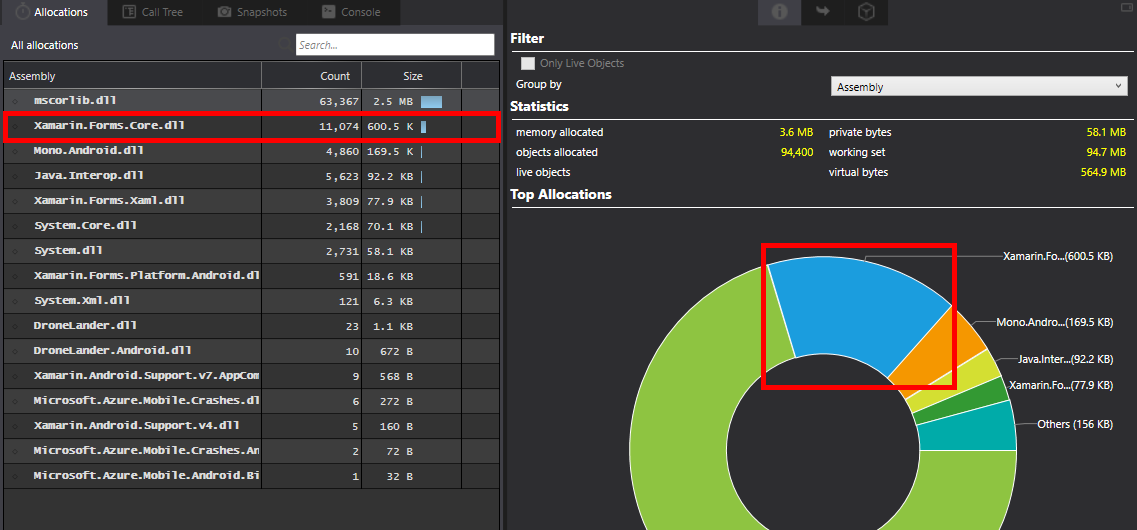 Allocations Call Tree Snapshots Console
All allocations Search...
Assembly Count Size
mscorlib.dll 63,367 2.5 MB
Xamarin.Forms.Core.dll 11,074 600.5 K
Mono.Android.dll 4,860 169.5 K
Java.Interop.dll 5,623 92.2 KB
Xamarin.Forms.Xaml.dll 3,809 77.9 KB
System.Core.dll 2,168 70.1 KB
System.dll 2,731 58.1 KB
Xamarin.Forms.Platform.Android.dl 591 18.6 KB
System.Xml.dll 121 6.3 KB
DroneLander.dll 23 1.1 KB
DroneLander.Android.dll 10 672 B
Xamarin.Android.Support.v7.AppCom 9 568 B
Microsoft.Azure.Mobile.Crashes.dl 6 272 B
Xamarin.Android.Support.v4.dll 5 160 B
Microsoft.Azure.Mobile.Crashes.An 2 72 B
Microsoft.Azure.Mobile.Android.Bi 1 32 B
Filter
Only Live Objects
Group by Assembly
Statistics
memory allocated 3.6 MB private bytes 58.1 MB
objects allocated 94,400 working set 94.7 MB
live objects virtual bytes 564.9 MB
Top Allocations
Xamarin.Fo...(600.5 KB)
Mono.Andro...(169.5 KB)
Java.Inter...(92.2 KB)
Xamarin.Fo...(77.9 KB)
Others (156 KB)